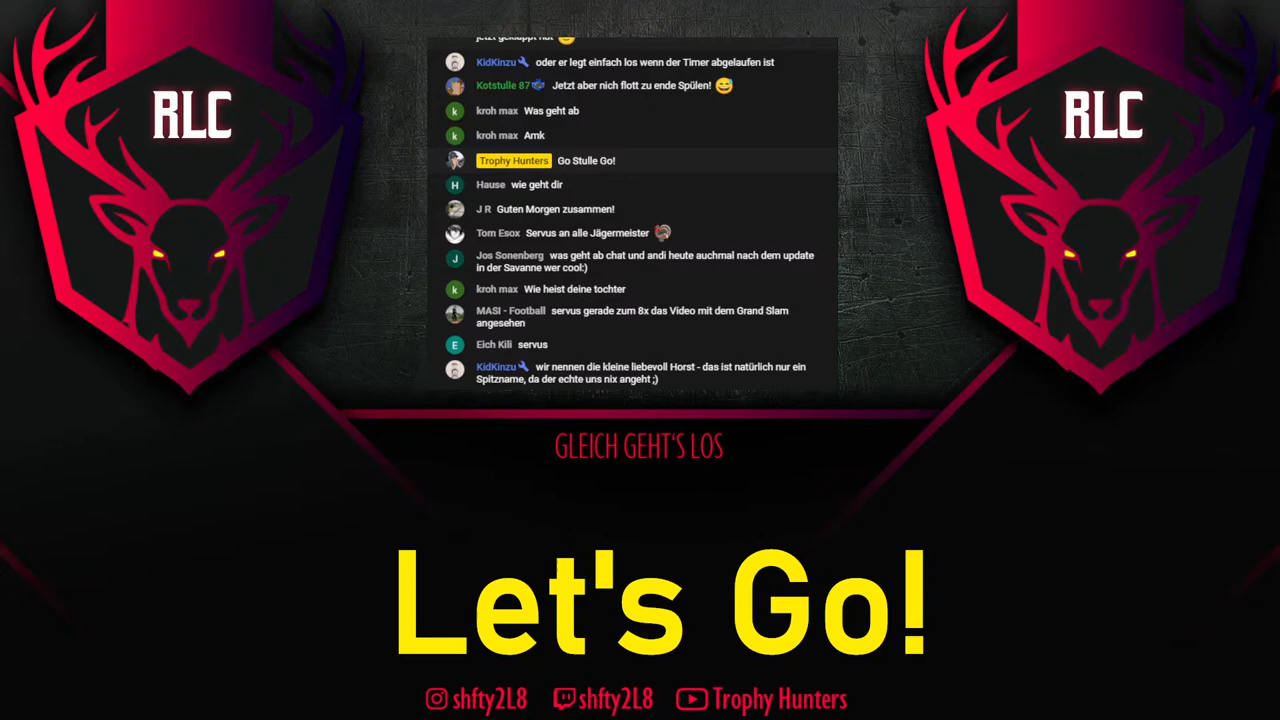 RLC
RLC
jetzt geklappt hat
KidKinzu oder er legt einfach los wenn der Timer abgelaufen ist
Kotstulle 87 Jetzt aber nich flott zu ende Spülen!
k kroh max Was geht ab
k kroh max Amk
Trophy Hunters Go Stulle Go!
H Hause wie geht dir
J R Guten Morgen zusammen!
Tom Esox Servus an alle Jägermeister
J Jos Sonenberg was geht ab chat und andi heute auchmal nach dem update
in der Savanne wer cool:)
k kroh max Wie heist deine tochter
MASI - Football servus gerade zum 8x das Video mit dem Grand Slam
angesehen
E Eich Kili servus
KidKinzu wir nennen die kleine liebevoll Horst - das ist natürlich nur ein
Spitzname, da der echte uns nix angeht ;)
GLEICH GEHT'S LOS
Let's Go!
shfty2L8 shfty2L8 Trophy Hunters